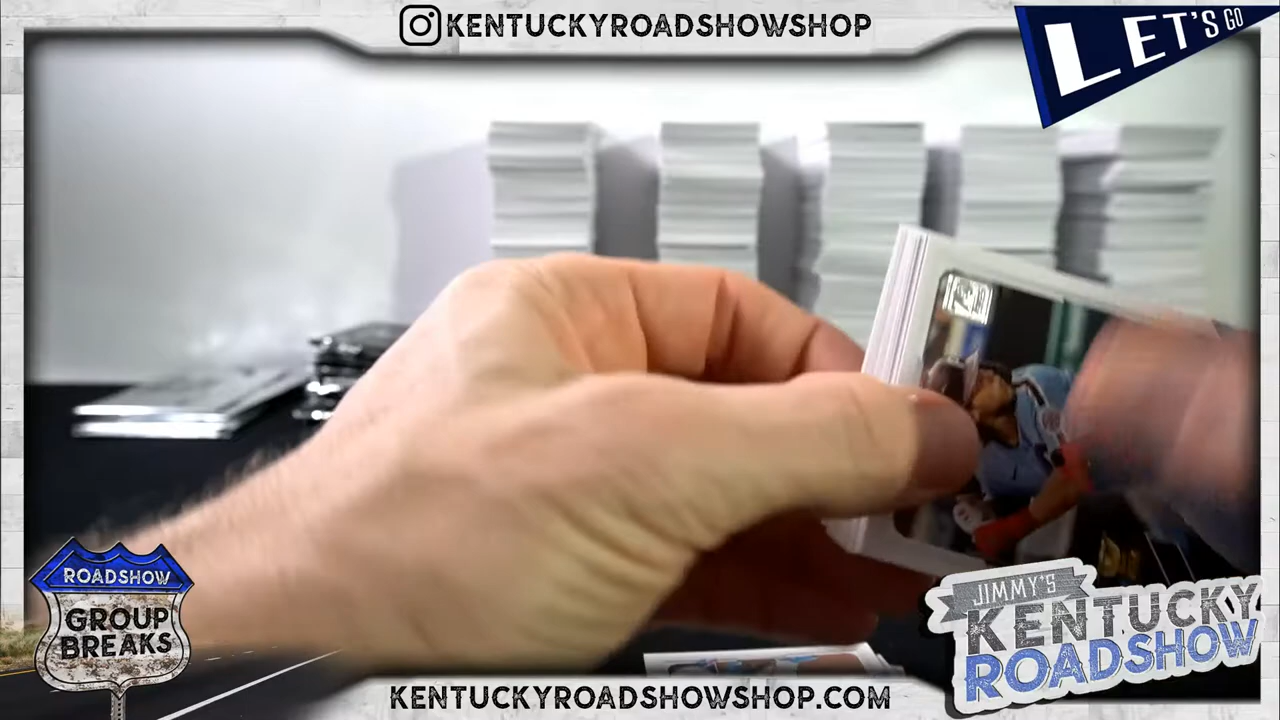 KENTUCKYROADSHOWSHOP
LET'S GO
ROADSHOW
GROUP
BREAKS
JIMMY'S
KENTUCKY
ROADSHOW
KENTUCKYROADSHOWSHOP.COM